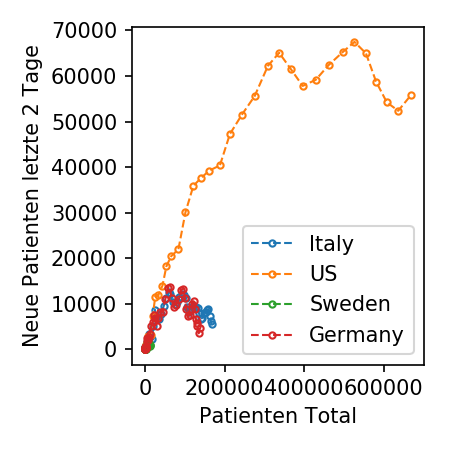 Neue Patienten letzte 2 Tage
70000
60000
50000
40000
30000
20000
10000
0
Italy
US
Sweden
Germany
0 200000 400000 600000
Patienten Total